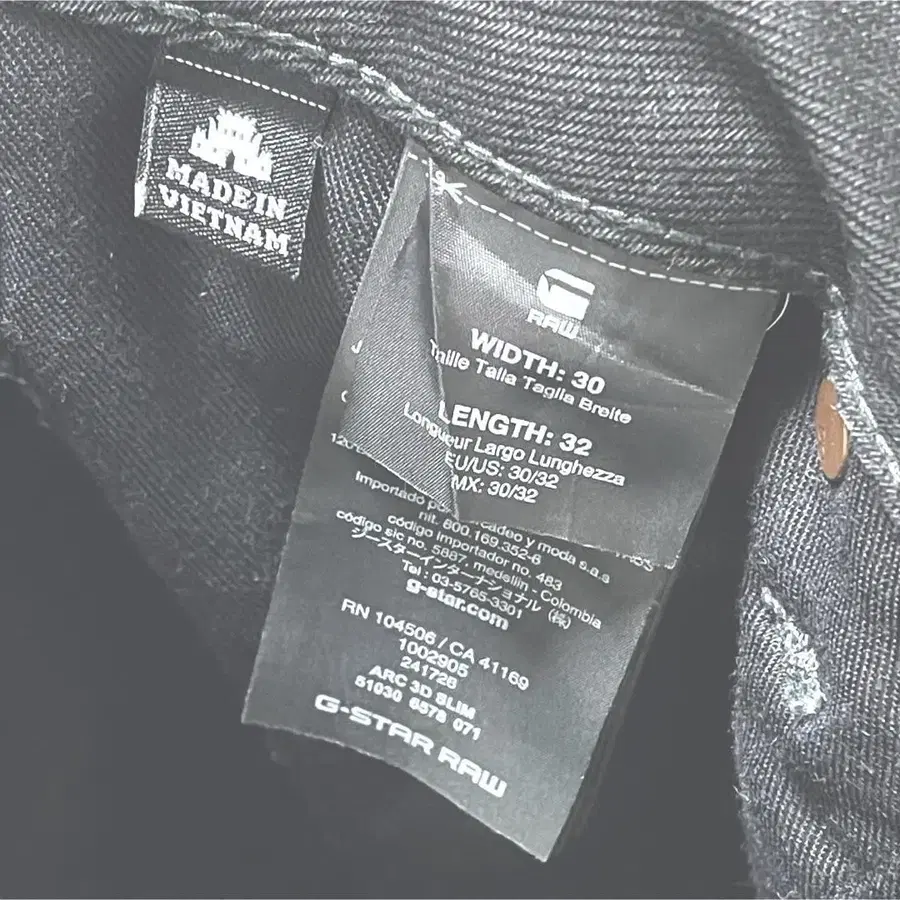 MADE IN
VIETNAM
RAW
WIDTH: 30
Taille Talla Taglia Breite
LENGTH: 32
Longueur Largo Lunghezza
EU/US: 30/32
MX: 30/32
Importado
cadeo y moda s.a.s
nit. 800.169.352-6
código importador no. 483
código sic no. 5887, medellin - Colombia
ジースターインターナショナル (株)
Tel : 03-5765-3301
g-star.com
RN 104506 / CA 41169
1002905
241728
ARC 3D SLIM
51030 6578 071
G-STAR RAW